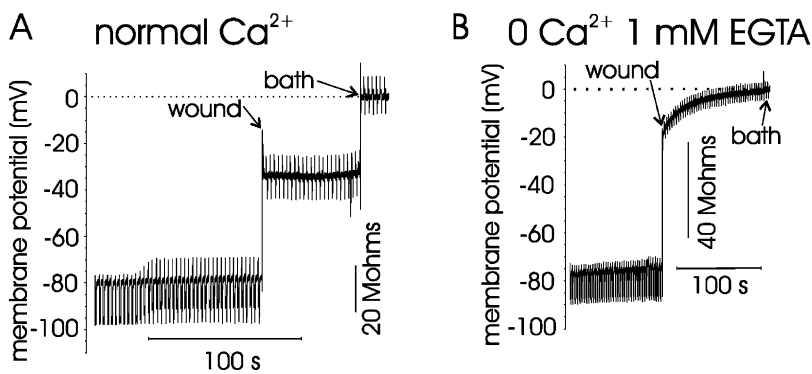 A normal Ca²⁺
membrane potential (mV)
0
-20
-40
-60
-80
-100
bath
wound
20 Mohms
100 s
B 0 Ca²⁺ 1 mM EGTA
membrane potential (mV)
0
-20
-40
-60
-80
-100
wound
bath
40 Mohms
100 s